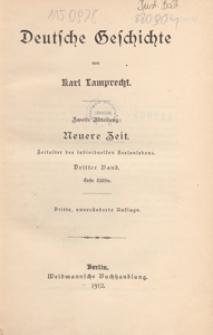 115078
Deutsche Geschichte
von
Karl Lamprecht.
Zweite Abteilung:
Neuere Zeit.
Zeitalter des individuellen Seelenlebens.
Dritter Band.
Erste Hälfte.
Dritte, unveränderte Auflage.
Berlin.
Weidmannsche Buchhandlung.
1912.